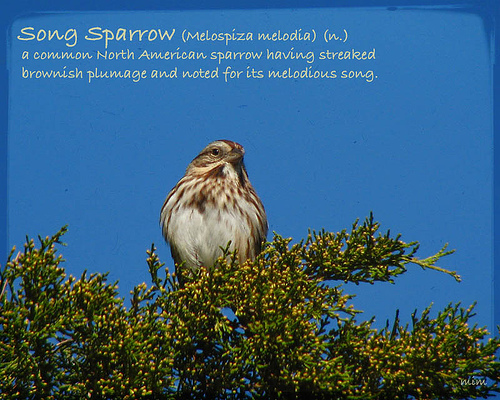 Song Sparrow (Melospiza melodia) (n.)
a common North American sparrow having streaked
brownish plumage and noted for its melodious song.
mim